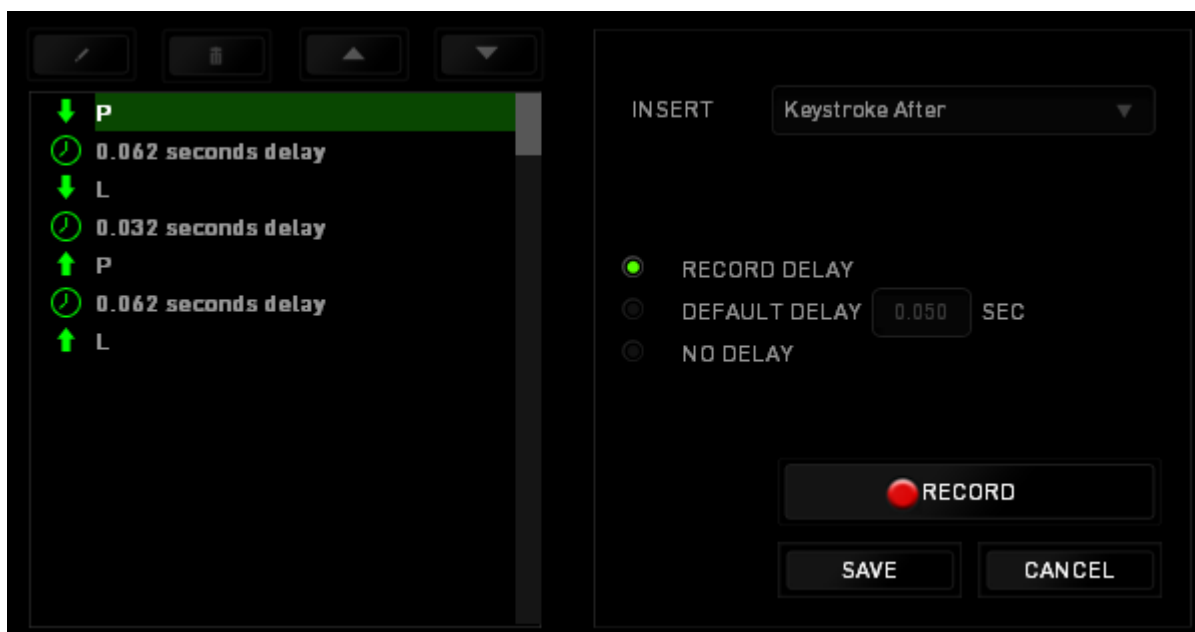 P
0.062 seconds delay
L
0.032 seconds delay
P
0.062 seconds delay
L
INSERT Keystroke After
RECORD DELAY
DEFAULT DELAY 0.050 SEC
NO DELAY
RECORD
SAVE CANCEL